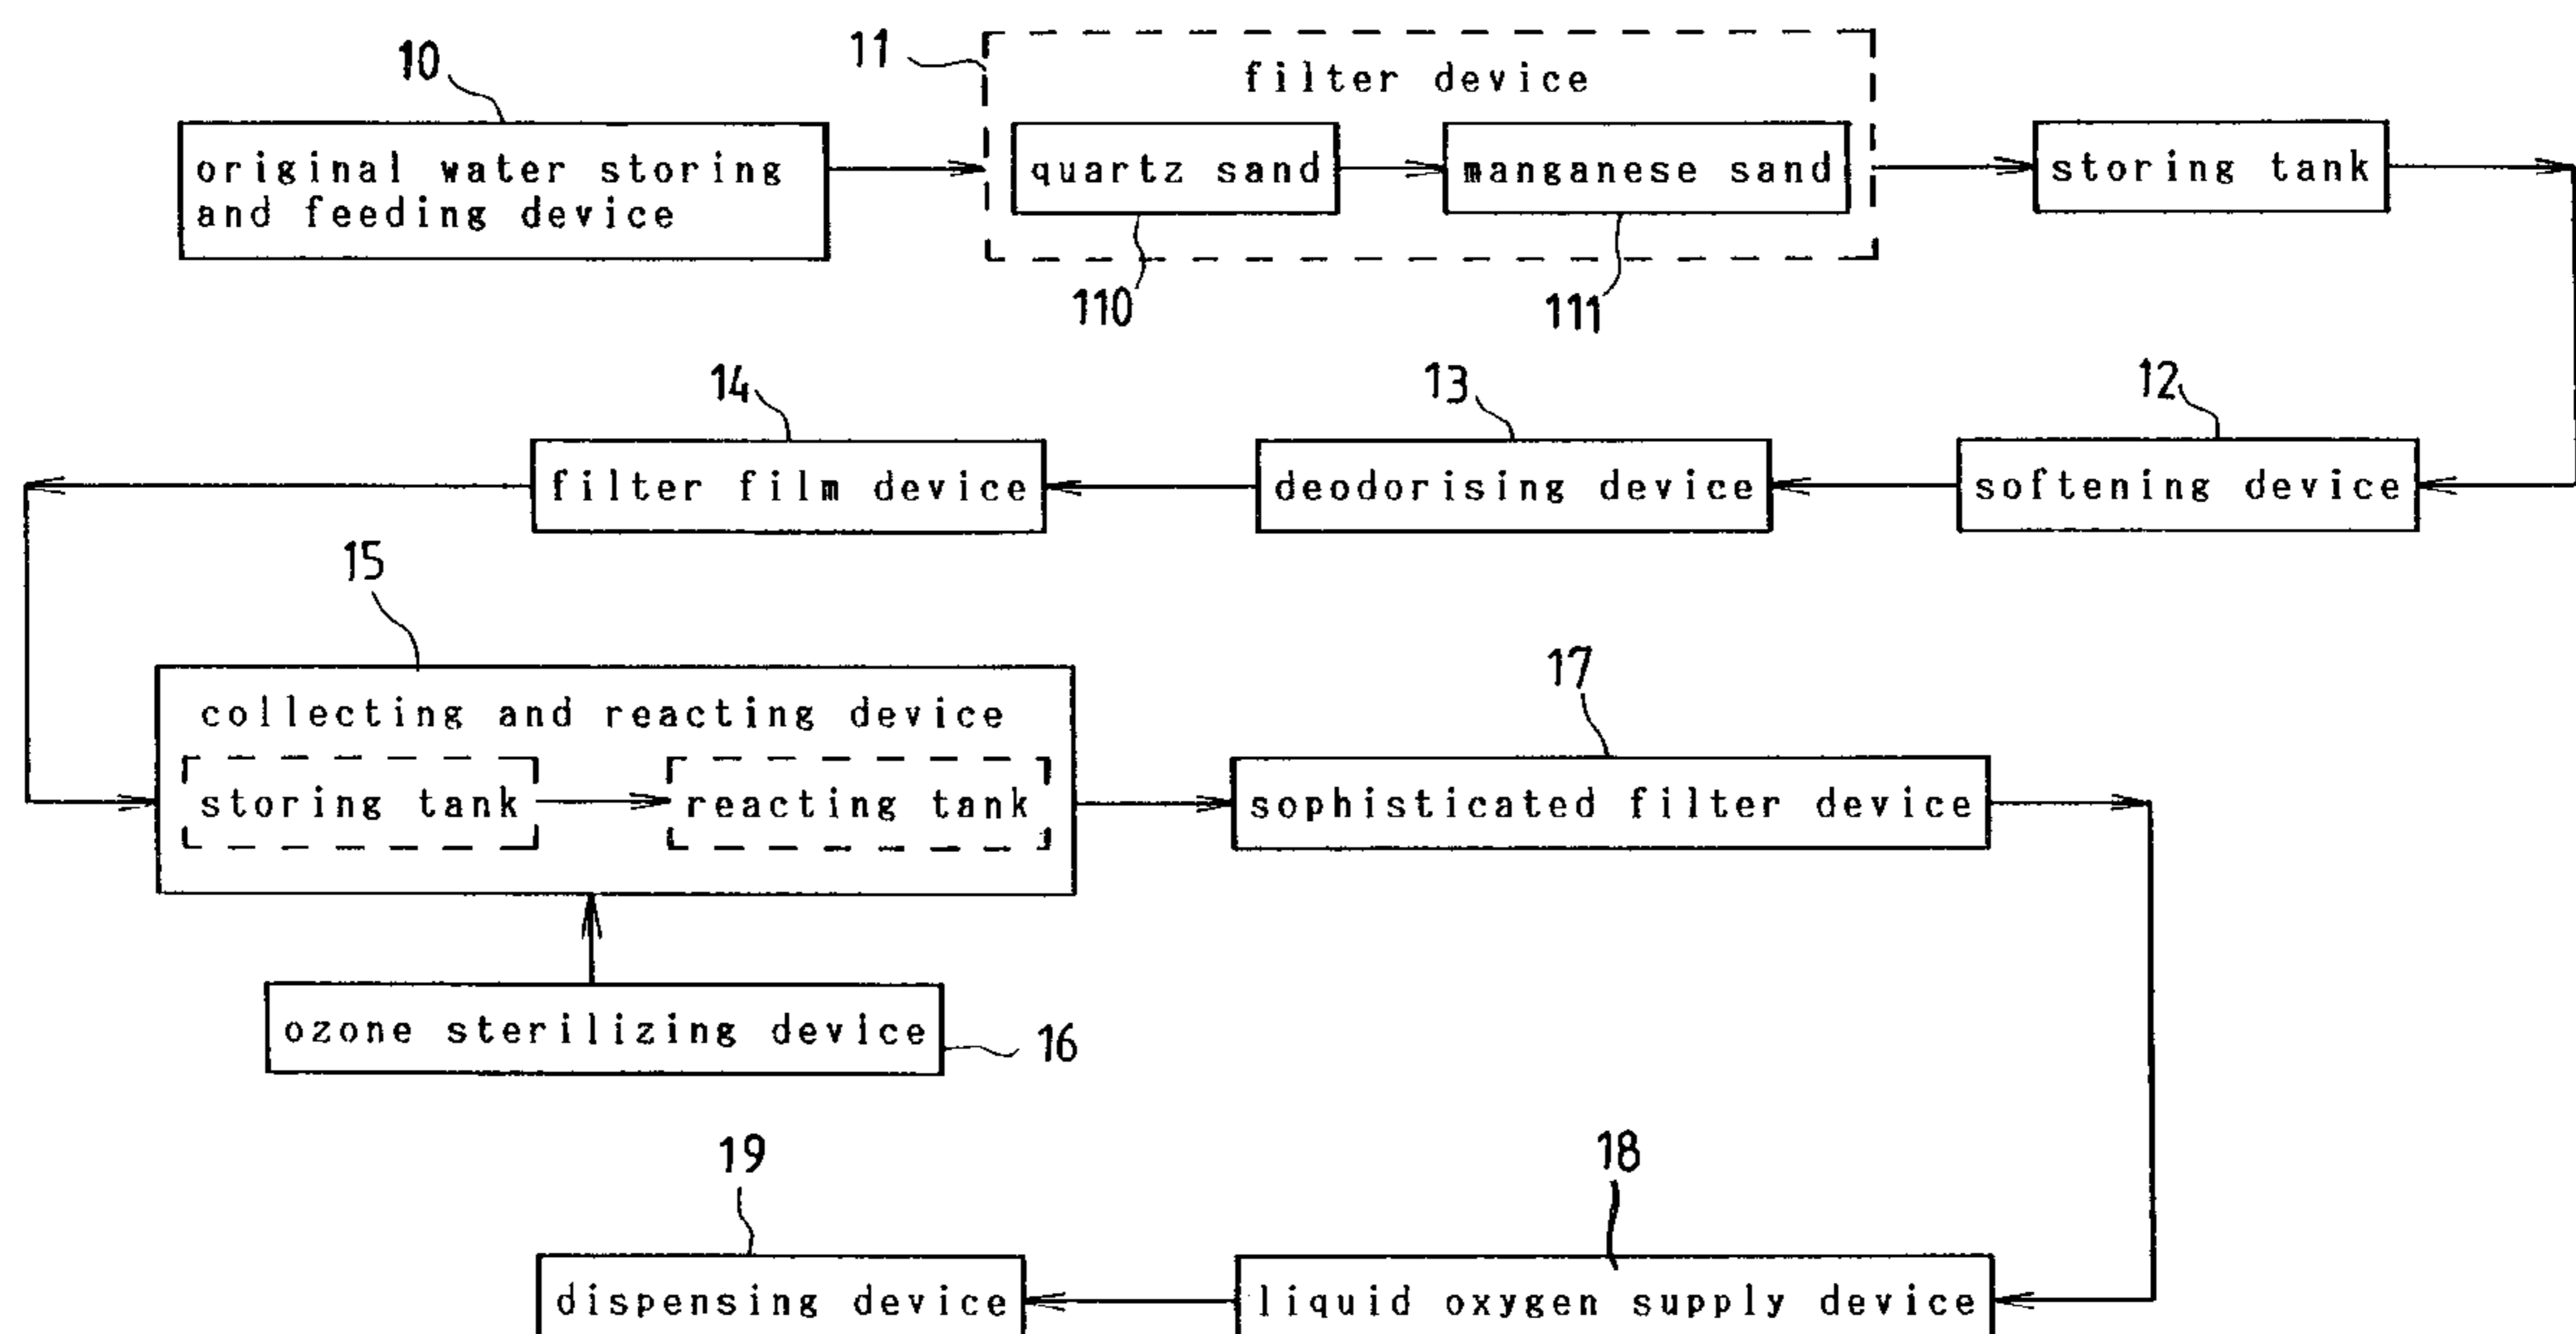 10
11
filter device
original water storing
and feeding device
quartz sand
manganese sand
storing tank
110
111
14
13
12
filter film device
deodorising device
softening device
15
17
collecting and reacting device
storing tank
reacting tank
sophisticated filter device
ozone sterilizing device
16
19
18
dispensing device
liquid oxygen supply device